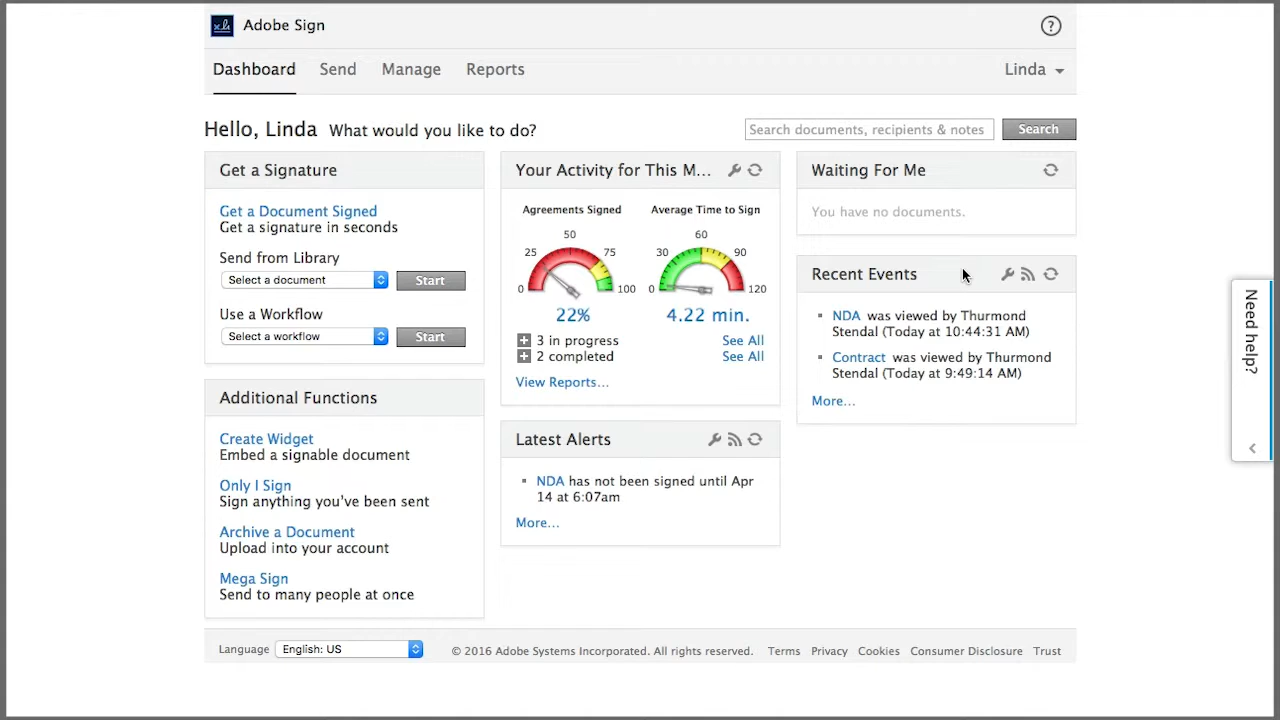 Adobe Sign
?
Dashboard Send Manage Reports
Linda
Hello, Linda What would you like to do?
Search documents, recipients & notes
Search
Get a Signature
Get a Document Signed
Get a signature in seconds
Send from Library
Select a document
Start
Use a Workflow
Select a workflow
Start
Additional Functions
Create Widget
Embed a signable document
Only I Sign
Sign anything you've been sent
Archive a Document
Upload into your account
Mega Sign
Send to many people at once
Your Activity for This M...
Agreements Signed
0 25 50 75 100
22%
Average Time to Sign
0 30 60 90 120
4.22 min.
3 in progress See All
2 completed See All
View Reports...
Latest Alerts
NDA has not been signed until Apr
14 at 6:07am
More...
Waiting For Me
You have no documents.
Recent Events
NDA was viewed by Thurmond
Stendal (Today at 10:44:31 AM)
Contract was viewed by Thurmond
Stendal (Today at 9:49:14 AM)
More...
Need help?
Language English: US
© 2016 Adobe Systems Incorporated. All rights reserved. Terms Privacy Cookies Consumer Disclosure Trust